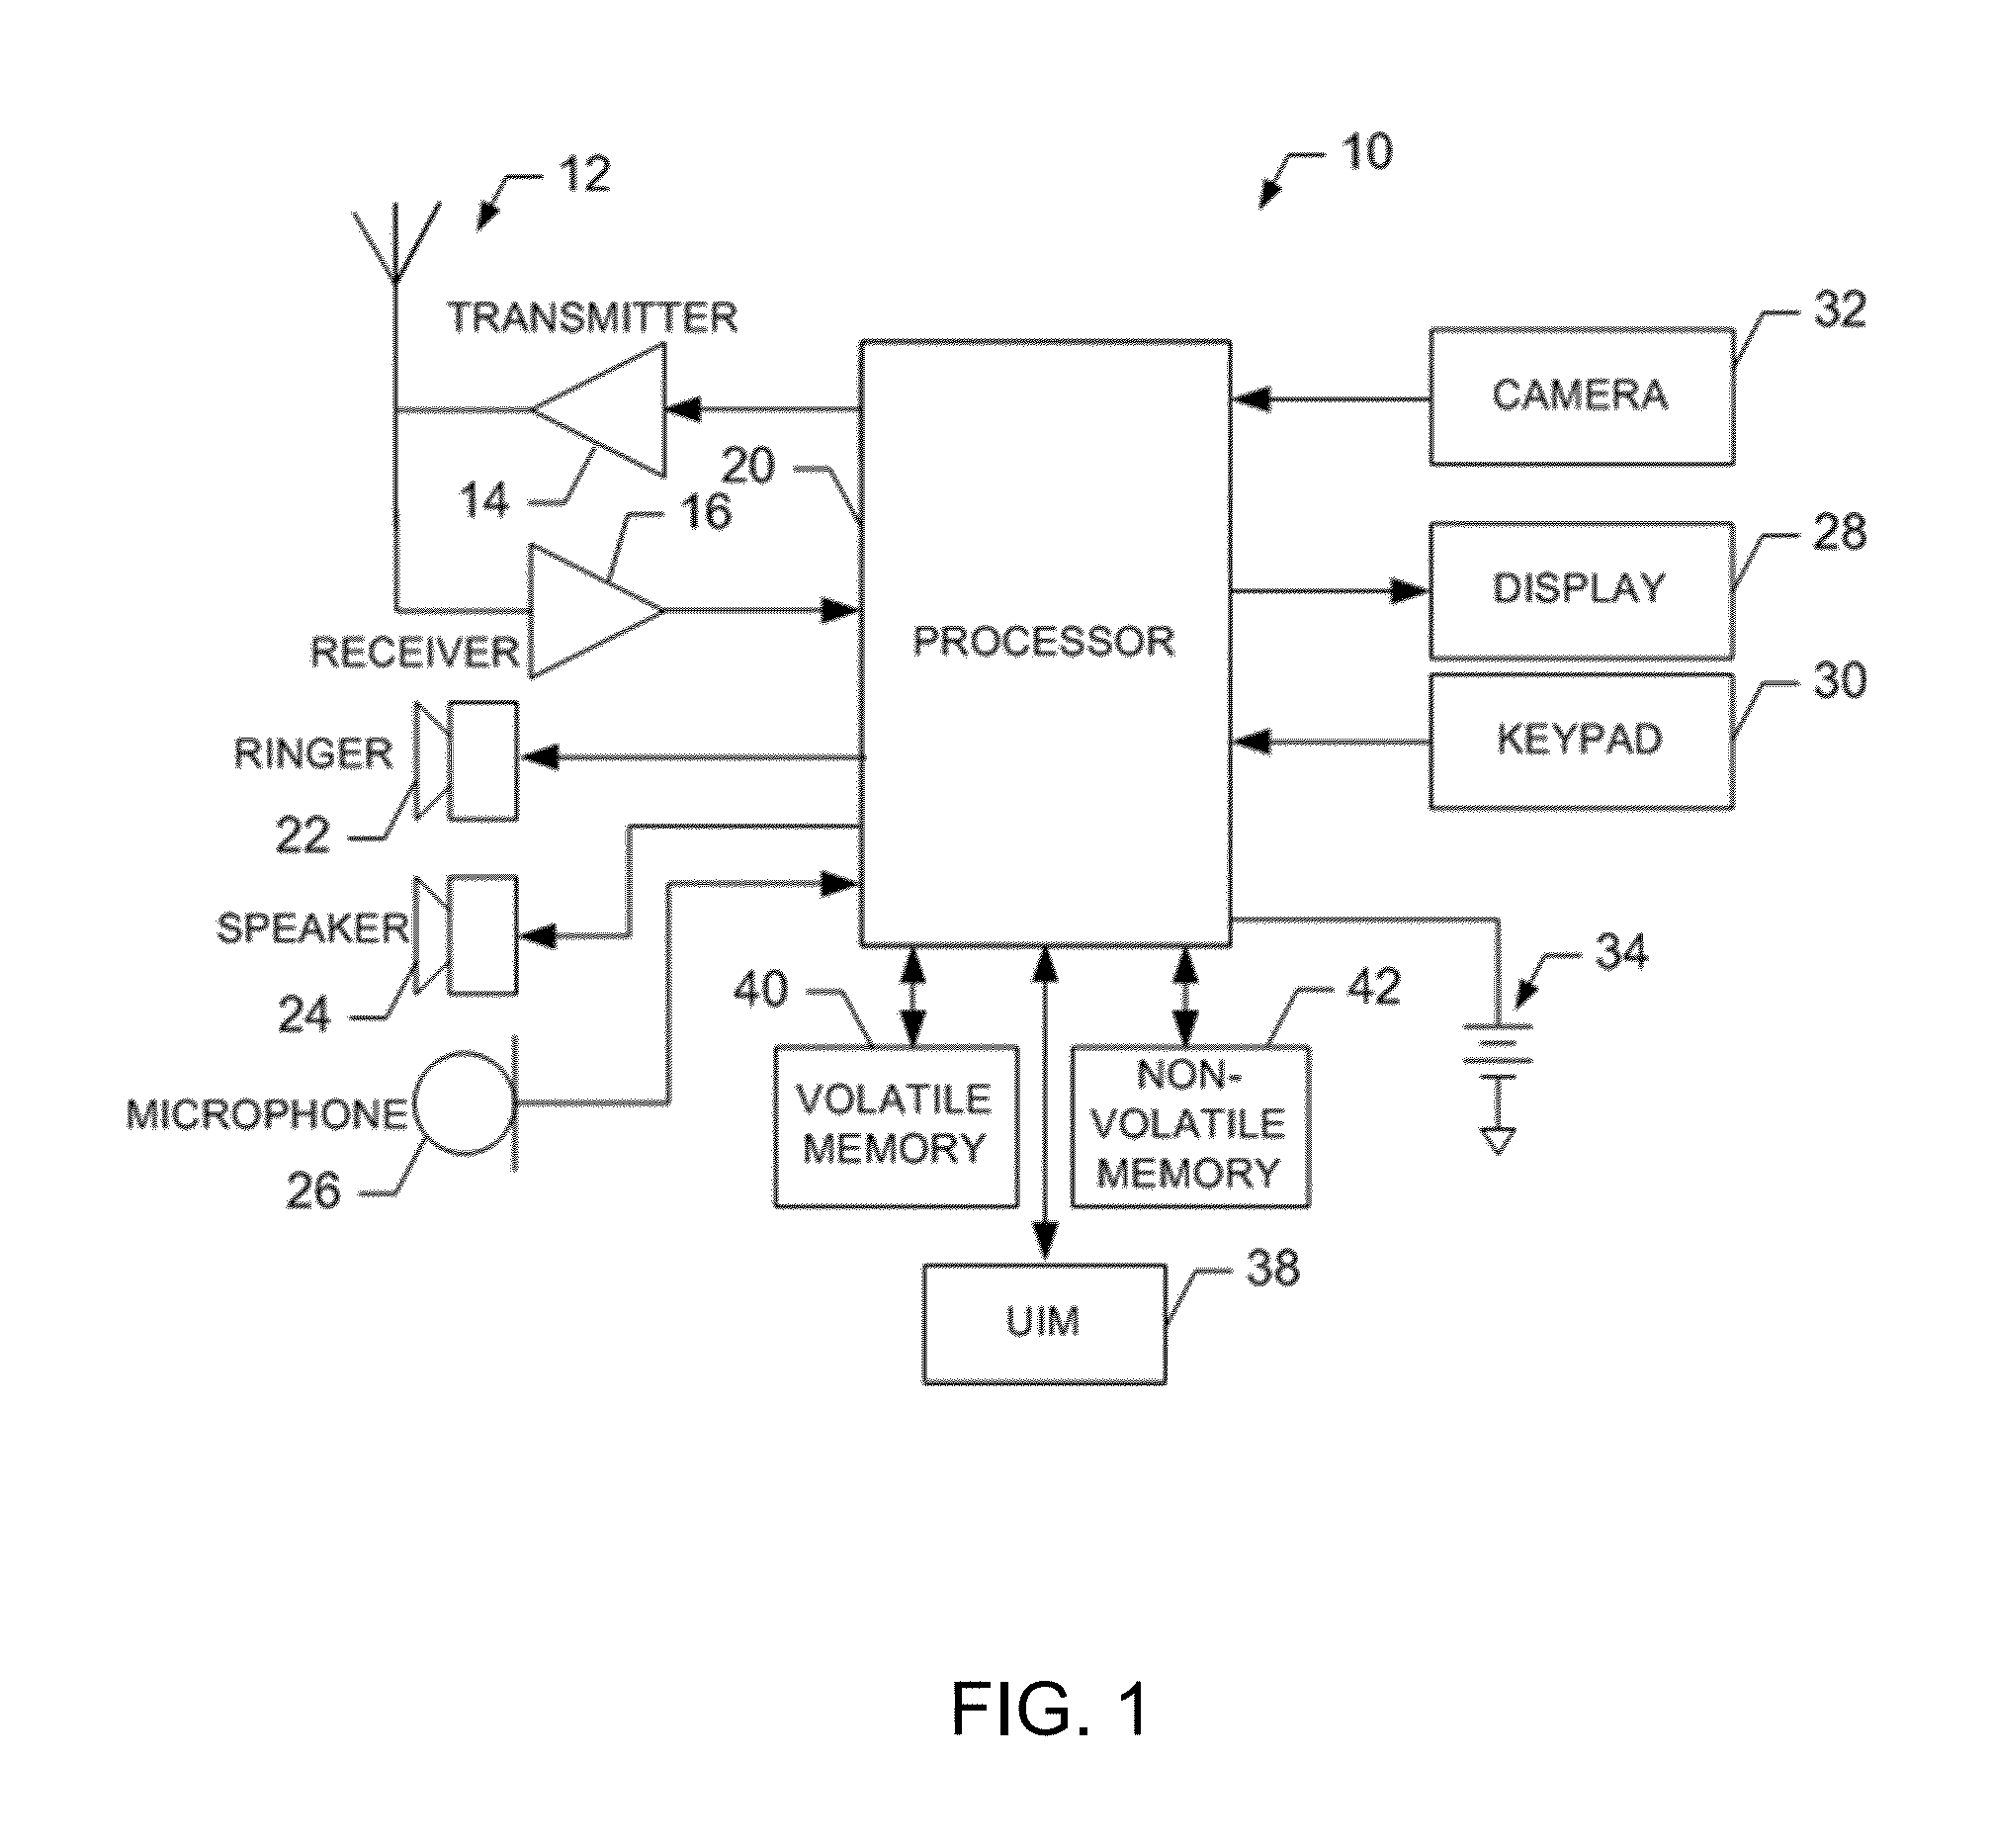 10
12
TRANSMITTER
32
CAMERA
14
20
16
28
DISPLAY
PROCESSOR
RECEIVER
30
KEYPAD
RINGER
22
SPEAKER
24
34
40
42
VOLATILE
MEMORY
NON-
VOLATILE
MEMORY
MICROPHONE
26
38
UIM
FIG. 1